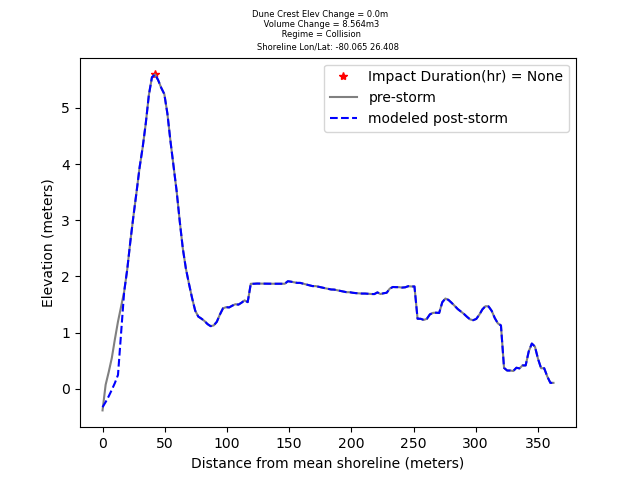 Dune Crest Elev Change = 0.0m
Volume Change = 8.564m3
Regime = Collision
Shoreline Lon/Lat: -80.065 26.408
Impact Duration(hr) = None
pre-storm
modeled post-storm
Elevation (meters)
5
4
3
2
1
0
0 50 100 150 200 250 300 350
Distance from mean shoreline (meters)